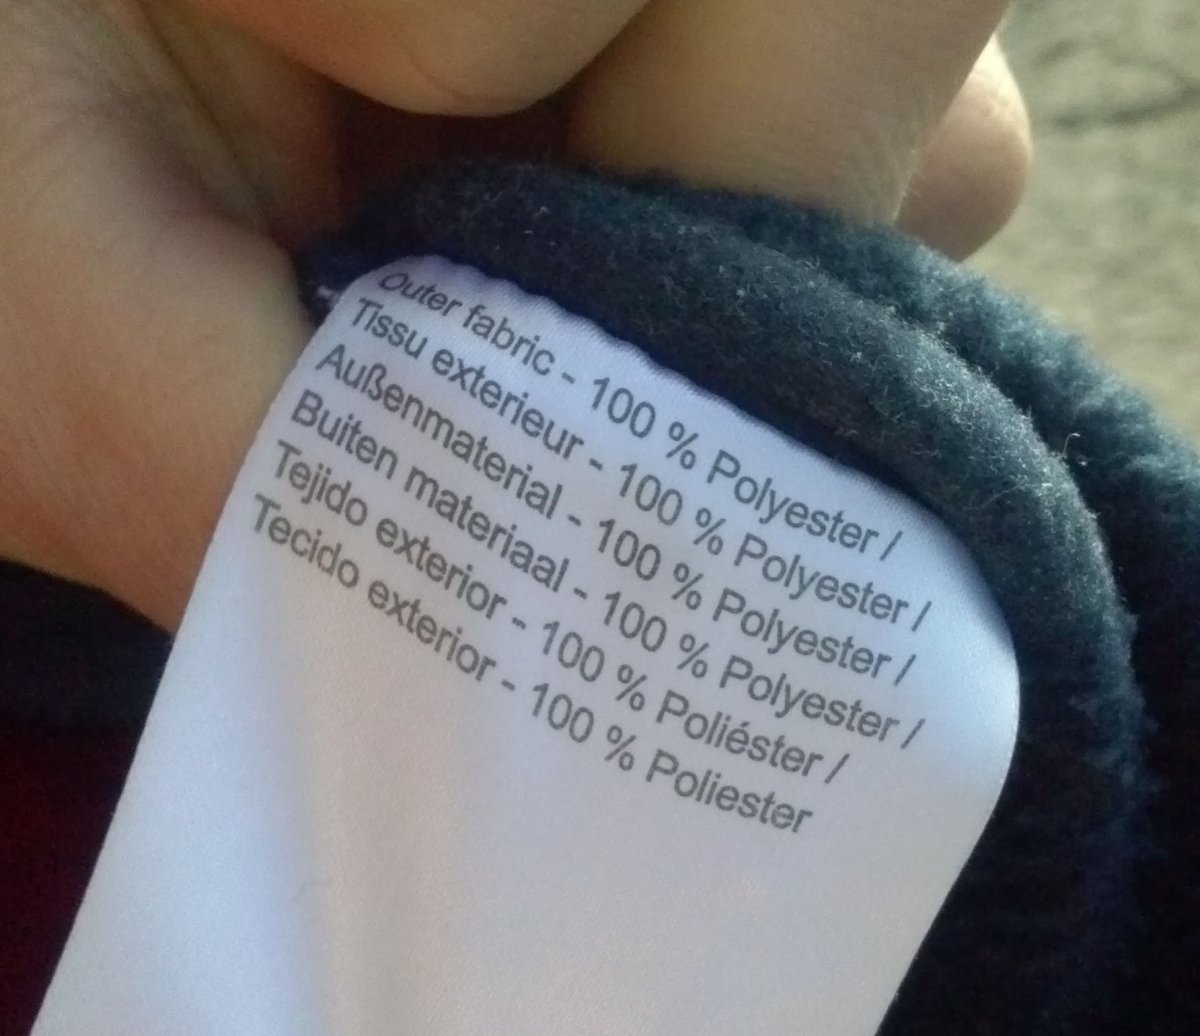 Outer fabric - 100 % Polyester /
Tissu exterieur - 100 % Polyester /
Außenmaterial - 100 % Polyester /
Buiten materiaal - 100 % Polyester /
Tejido exterior - 100 % Poliéster /
Tecido exterior - 100 % Poliester